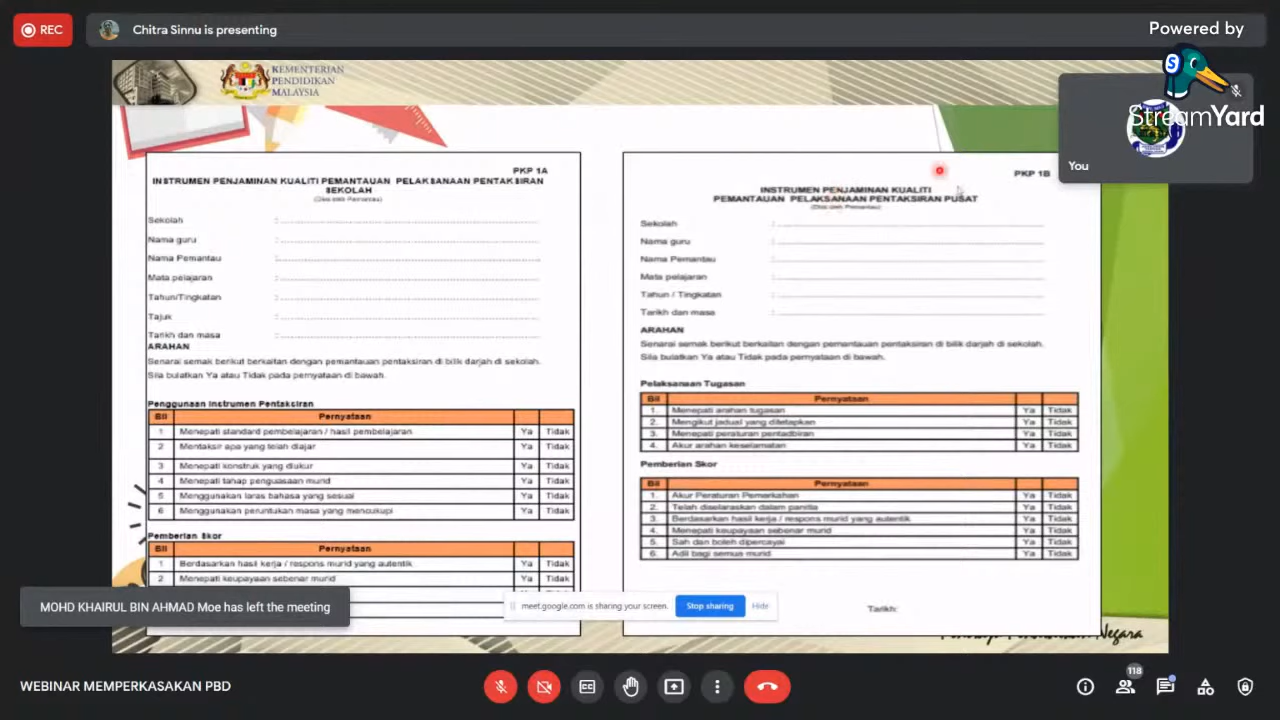 REC
Chitra Sinnu is presenting
Powered by
StreamYard
You
KEMENTERIAN
PENDIDIKAN
MALAYSIA
PKP 1A
INSTRUMEN PENJAMINAN KUALITI PEMANTAUAN PELAKSANAAN PENTAKSIRAN
SEKOLAH
(Diisi oleh Pemantau)
Sekolah :
Nama guru :
Nama Pemantau :
Mata pelajaran :
Tahun/Tingkatan :
Tajuk :
Tarikh dan masa :
ARAHAN
Senarai semak berikut berkaitan dengan pemantauan pentaksiran di bilik darjah di sekolah.
Sila bulatkan Ya atau Tidak pada pernyataan di bawah.
Penggunaan Instrumen Pentaksiran
Bil Pernyataan
1 Menepati standard pembelajaran / hasil pembelajaran Ya Tidak
2 Mentaksir apa yang telah diajar Ya Tidak
3 Menepati konstruk yang diukur Ya Tidak
4 Menepati tahap penguasaan murid Ya Tidak
5 Menggunakan laras bahasa yang sesuai Ya Tidak
6 Menggunakan peruntukan masa yang mencukupi Ya Tidak
Pemberian Skor
Bil Pernyataan
1 Berdasarkan hasil kerja / respons murid yang autentik Ya Tidak
2 Menepati keupayaan sebenar murid Ya Tidak
PKP 1B
INSTRUMEN PENJAMINAN KUALITI
PEMANTAUAN PELAKSANAAN PENTAKSIRAN PUSAT
(Diisi oleh Pemantau)
Sekolah :
Nama guru :
Nama Pemantau :
Mata pelajaran :
Tahun / Tingkatan :
Tarikh dan masa :
ARAHAN
Senarai semak berikut berkaitan dengan pemantauan pentaksiran di bilik darjah di sekolah.
Sila bulatkan Ya atau Tidak pada pernyataan di bawah.
Pelaksanaan Tugasan
Bil Pernyataan
1. Menepati arahan tugasan Ya Tidak
2. Mengikut jadual yang ditetapkan Ya Tidak
3. Menepati peraturan pentadbiran Ya Tidak
4. Akur arahan keselamatan Ya Tidak
Pemberian Skor
Bil Pernyataan
1. Akur Peraturan Pemarkahan Ya Tidak
2. Telah diselaraskan dalam panitia Ya Tidak
3. Berdasarkan hasil kerja / respons murid yang autentik Ya Tidak
4. Menepati keupayaan sebenar murid Ya Tidak
5. Sah dan boleh dipercayai Ya Tidak
6. Adil bagi semua murid Ya Tidak
Tarikh:
Negara
MOHD KHAIRUL BIN AHMAD Moe has left the meeting
meet.google.com is sharing your screen. Stop sharing Hide
WEBINAR MEMPERKASAKAN PBD
118